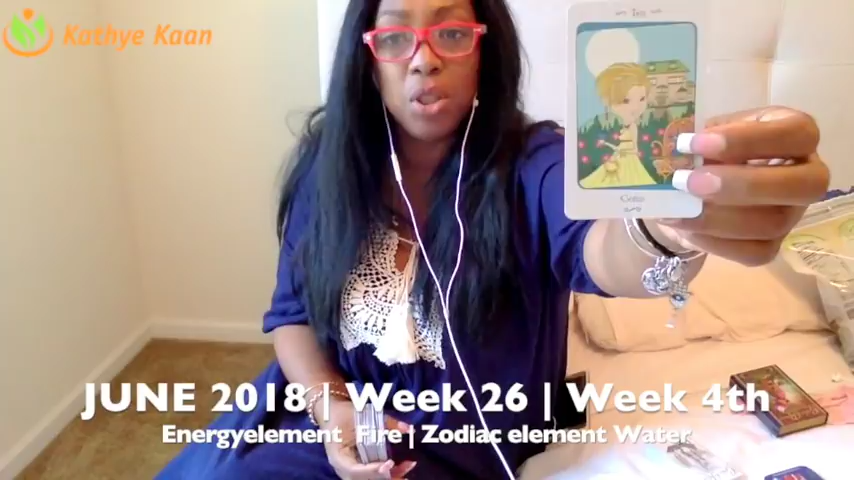 Kathye Kaan
Ten
Coins
JUNE 2018 | Week 26 | Week 4th
Energyelement Fire | Zodiac element Water